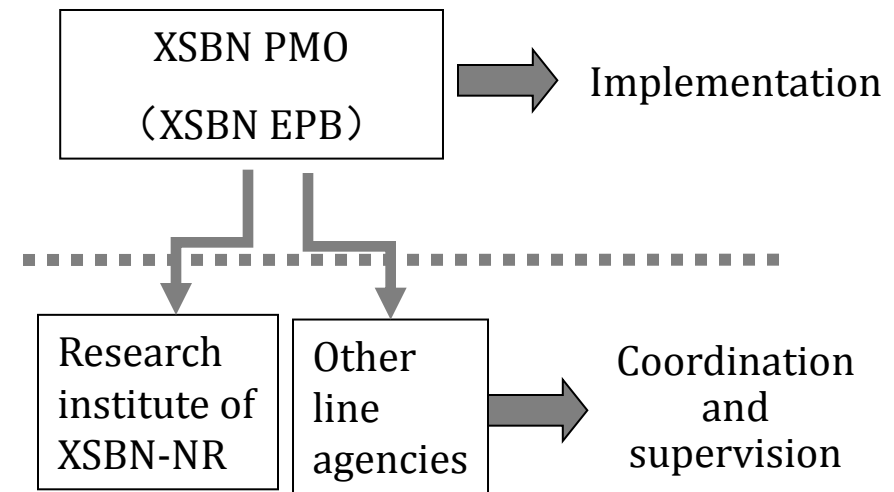 XSBN PMO
（XSBN EPB）
Implementation
Research
institute of
XSBN-NR
Other
line
agencies
Coordination
and
supervision